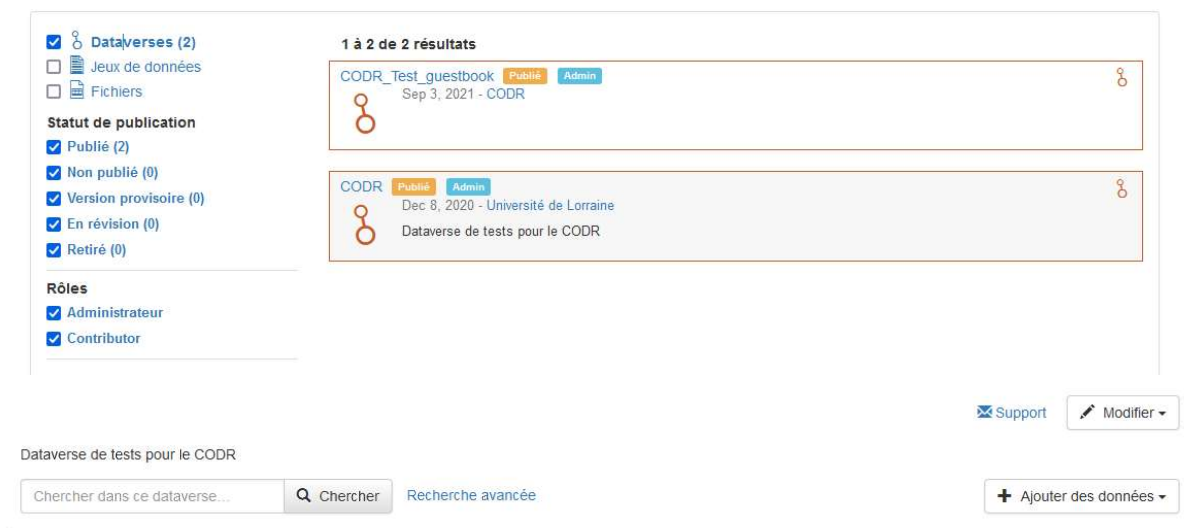 Dataverses (2)
Jeux de données
Fichiers
Statut de publication
Publié (2)
Non publié (0)
Version provisoire (0)
En révision (0)
Retiré (0)
Rôles
Administrateur
Contributor
1 à 2 de 2 résultats
CODR_Test_guestbook Publié Admin
Sep 3, 2021 - CODR
CODR Publié Admin
Dec 8, 2020 - Université de Lorraine
Dataverse de tests pour le CODR
Support Modifier
Dataverse de tests pour le CODR
Chercher dans ce dataverse... Chercher Recherche avancée Ajouter des données